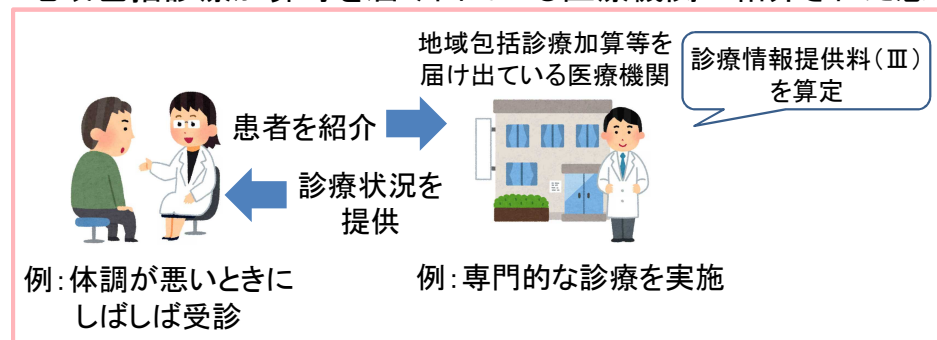 地域包括診療加算等を
届け出ている医療機関
診療情報提供料(Ⅲ)
を算定
患者を紹介
診療状況を
提供
例:体調が悪いときに
しばしば受診
例:専門的な診療を実施